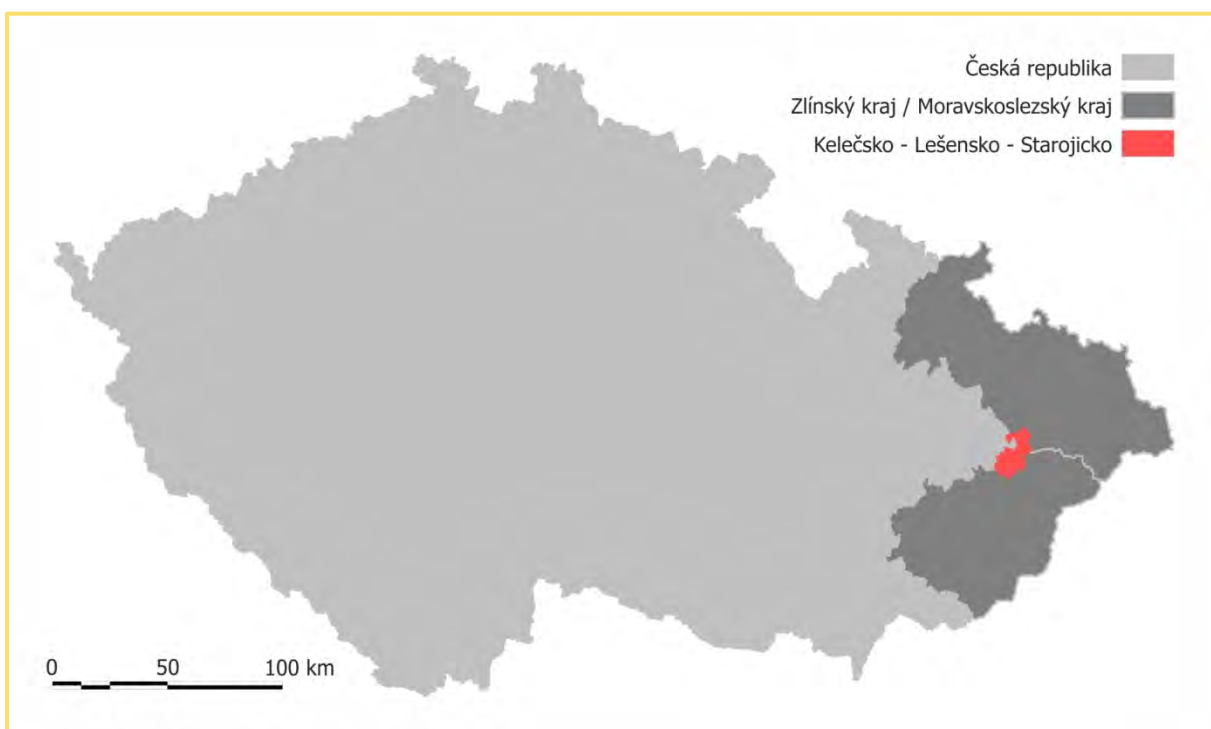 Česká republika
Zlínský kraj / Moravskoslezský kraj
Kelečsko - Lešensko - Starojicko
0 50 100 km